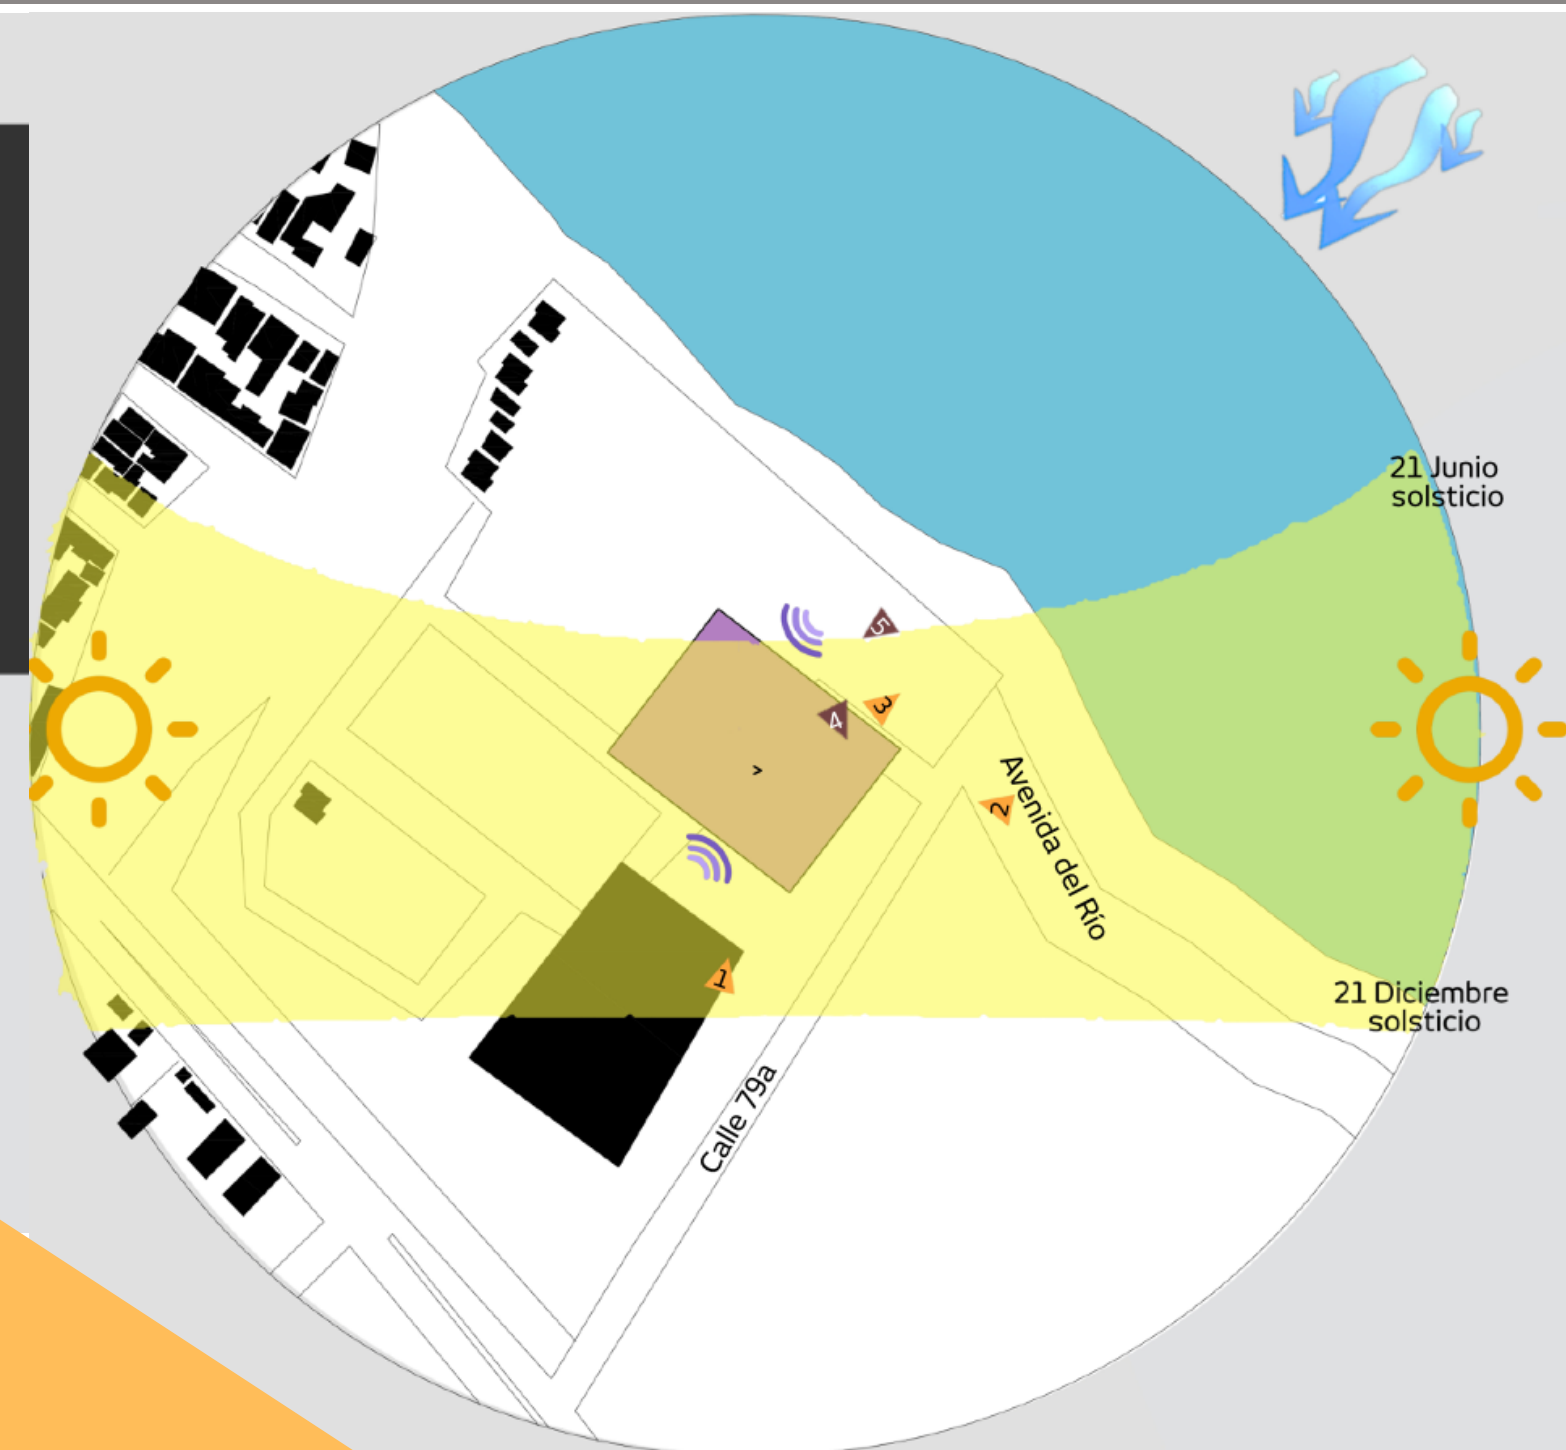 21 Junio
solsticio
5
3
4
>
2
Avenida del Río
1
21 Diciembre
solsticio
Calle 79a